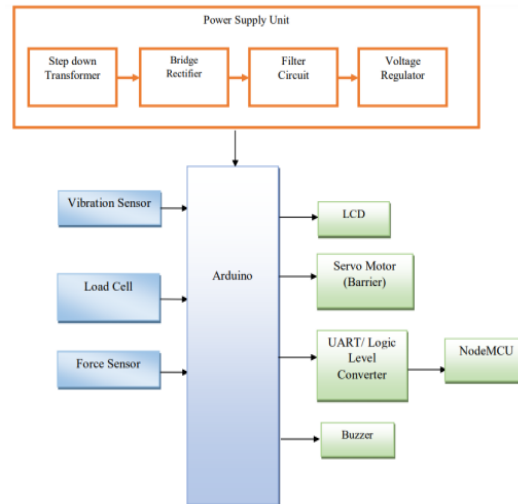 Power Supply Unit
Step down
Transformer
Bridge
Rectifier
Filter
Circuit
Voltage
Regulator
Vibration Sensor
Load Cell
Force Sensor
Arduino
LCD
Servo Motor
(Barrier)
UART/ Logic
Level
Converter
NodeMCU
Buzzer